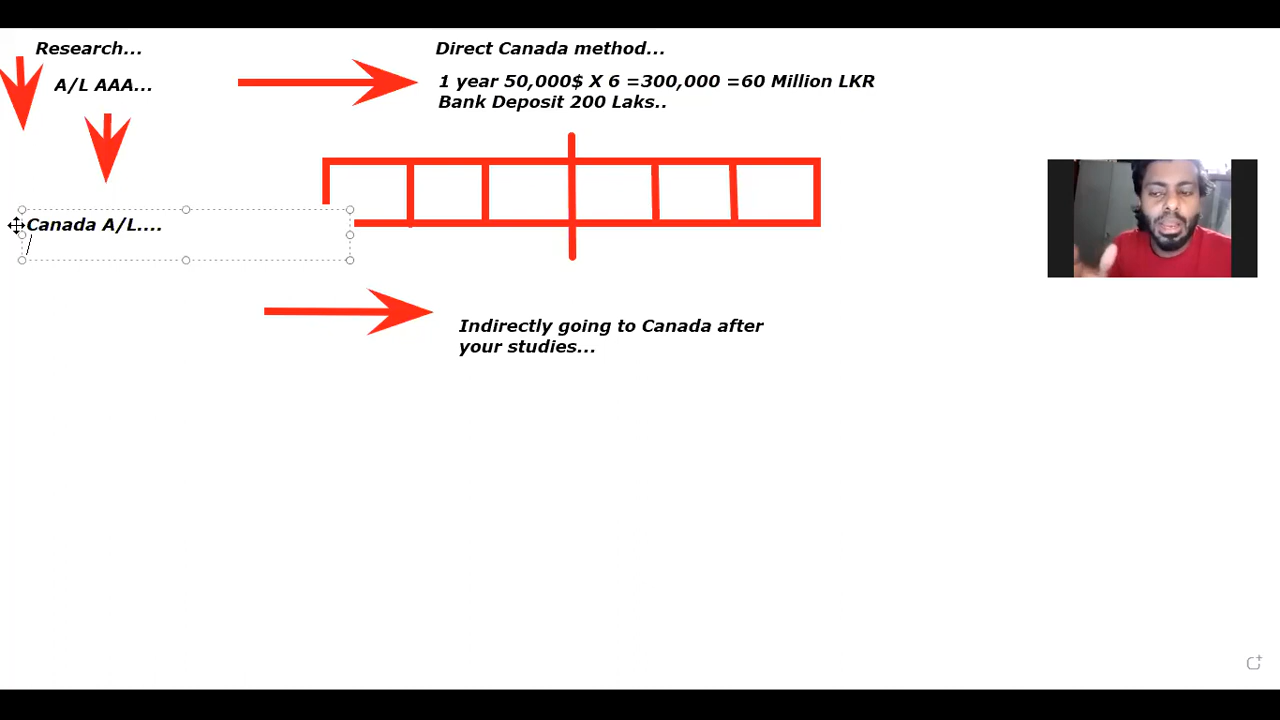 Research...
A/L AAA...
Direct Canada method...
1 year 50,000$ X 6 =300,000 =60 Million LKR
Bank Deposit 200 Laks..
Canada A/L....
Indirectly going to Canada after
your studies...